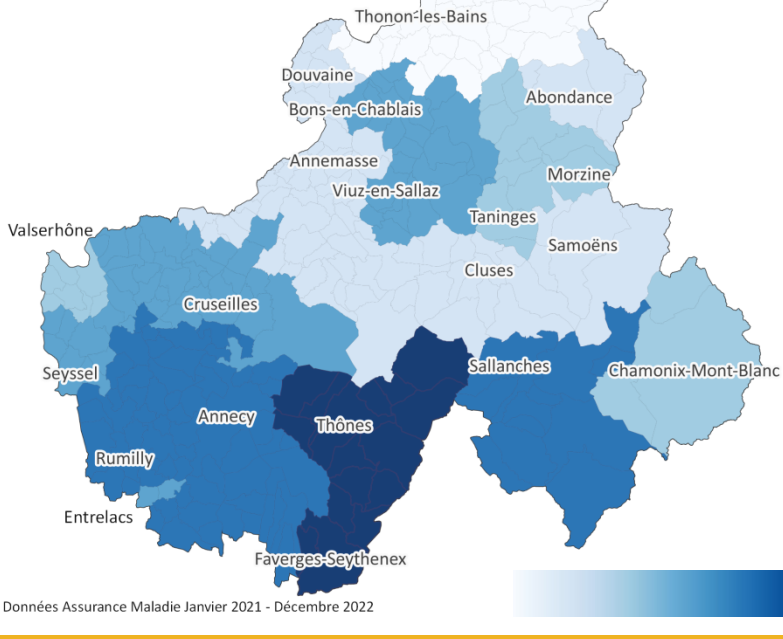 Thonon-les-Bains
Douvaine
Abondance
Bons-en-Chablais
Annemasse
Morzine
Viuz-en-Sallaz
Taninges
Valserhône
Samoëns
Cluses
Cruseilles
Sallanches
Chamonix-Mont-Blanc
Seyssel
Annecy
Thônes
Rumilly
Entrelacs
Faverges-Seythenex
Données Assurance Maladie Janvier 2021 - Décembre 2022